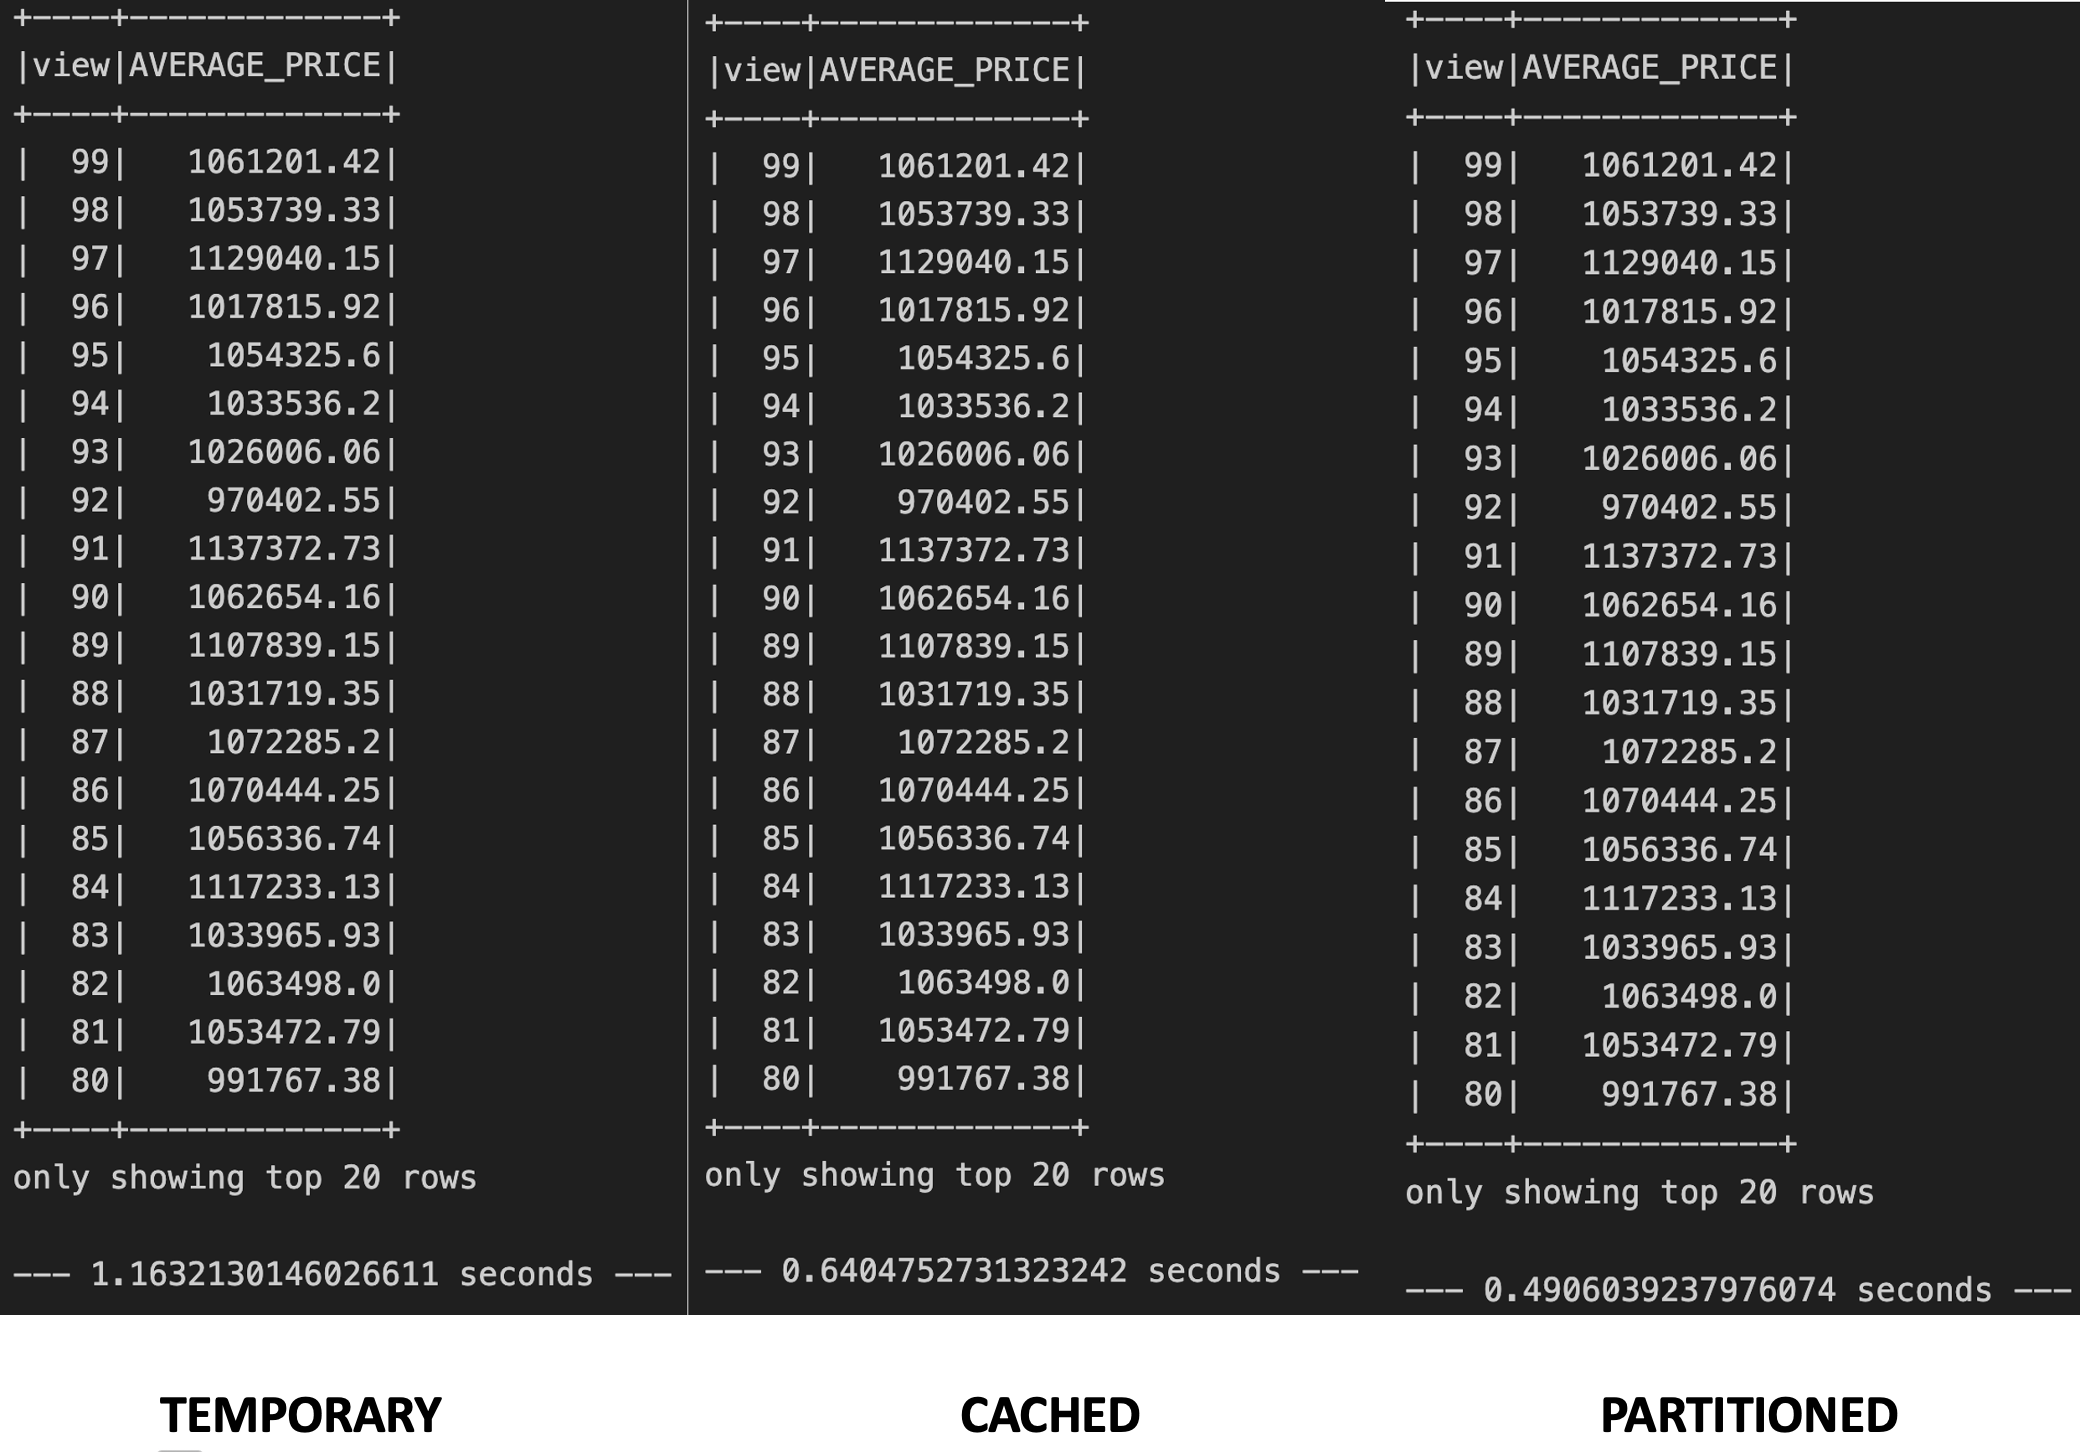 +----+-------------+
|view|AVERAGE_PRICE|
+----+-------------+
|  99|   1061201.42|
|  98|   1053739.33|
|  97|   1129040.15|
|  96|   1017815.92|
|  95|    1054325.6|
|  94|    1033536.2|
|  93|   1026006.06|
|  92|    970402.55|
|  91|   1137372.73|
|  90|   1062654.16|
|  89|   1107839.15|
|  88|   1031719.35|
|  87|    1072285.2|
|  86|   1070444.25|
|  85|   1056336.74|
|  84|   1117233.13|
|  83|   1033965.93|
|  82|    1063498.0|
|  81|   1053472.79|
|  80|    991767.38|
+----+-------------+
only showing top 20 rows
--- 1.1632130146026611 seconds ---
TEMPORARY
+----+-------------+
|view|AVERAGE_PRICE|
+----+-------------+
|  99|   1061201.42|
|  98|   1053739.33|
|  97|   1129040.15|
|  96|   1017815.92|
|  95|    1054325.6|
|  94|    1033536.2|
|  93|   1026006.06|
|  92|    970402.55|
|  91|   1137372.73|
|  90|   1062654.16|
|  89|   1107839.15|
|  88|   1031719.35|
|  87|    1072285.2|
|  86|   1070444.25|
|  85|   1056336.74|
|  84|   1117233.13|
|  83|   1033965.93|
|  82|    1063498.0|
|  81|   1053472.79|
|  80|    991767.38|
+----+-------------+
only showing top 20 rows
--- 0.6404752731323242 seconds ---
CACHED
+----+-------------+
|view|AVERAGE_PRICE|
+----+-------------+
|  99|   1061201.42|
|  98|   1053739.33|
|  97|   1129040.15|
|  96|   1017815.92|
|  95|    1054325.6|
|  94|    1033536.2|
|  93|   1026006.06|
|  92|    970402.55|
|  91|   1137372.73|
|  90|   1062654.16|
|  89|   1107839.15|
|  88|   1031719.35|
|  87|    1072285.2|
|  86|   1070444.25|
|  85|   1056336.74|
|  84|   1117233.13|
|  83|   1033965.93|
|  82|    1063498.0|
|  81|   1053472.79|
|  80|    991767.38|
+----+-------------+
only showing top 20 rows
--- 0.4906039237976074 seconds ---
PARTITIONED